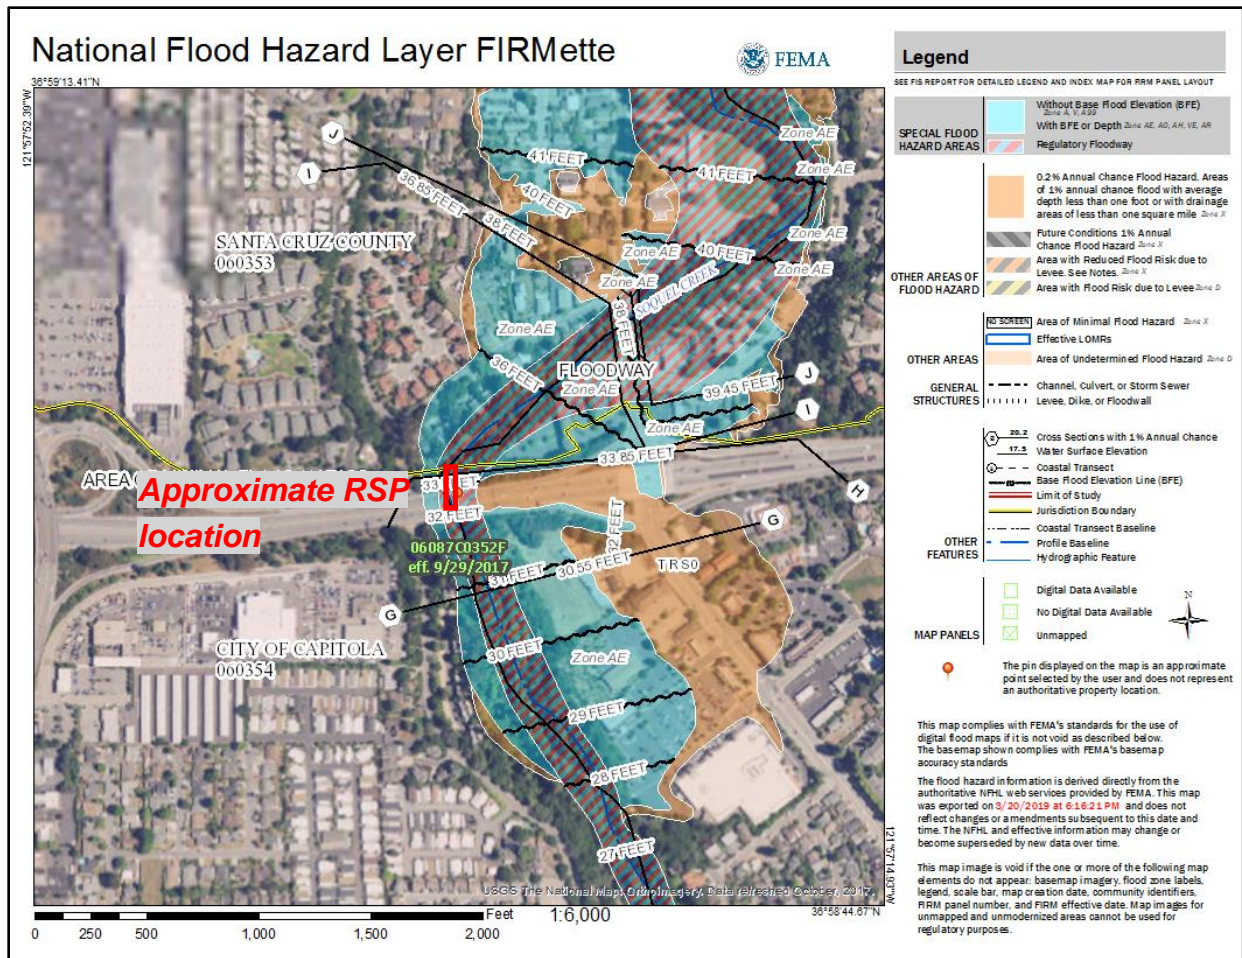 National Flood Hazard Layer FIRMette
FEMA
36°59'13.41"N
121°57'52.39"W
J
I
41 FEET
Zone AE
Zone AE
41 FEET
Zone AE
36.85 FEET
40 FEET
38 FEET
SANTA CRUZ COUNTY
060353
Zone AE
40 FEET
Zone AE
Zone AE
Zone AE
Zone AE
SOQUEL CREEK
38 FEET
Zone AE
36 FEET
FLOODWAY
Zone AE
39.45 FEET
J
I
Zone AE
33.85 FEET
H
AREA
Approximate RSP
location
32 FEET
32 FEET
G
06087C0352F
eff. 9/29/2017
30.55 FEET
T R S0
G
CITY OF CAPITOLA
060354
30 FEET
Zone AE
29 FEET
28 FEET
27 FEET
USGS The National Map: Orthoimagery. Data refreshed October, 2017.
121°57'14.93"W
36°58'44.67"N
Feet
1:6,000
0 250 500 1,000 1,500 2,000
Legend
SEE FIS REPORT FOR DETAILED LEGEND AND INDEX MAP FOR FIRM PANEL LAYOUT
SPECIAL FLOOD
HAZARD AREAS
Without Base Flood Elevation (BFE)
Zone A, V, A99
With BFE or Depth Zone AE, AO, AH, VE, AR
Regulatory Floodway
0.2% Annual Chance Flood Hazard, Areas
of 1% annual chance flood with average
depth less than one foot or with drainage
areas of less than one square mile Zone X
Future Conditions 1% Annual
Chance Flood Hazard Zone X
Area with Reduced Flood Risk due to
Levee. See Notes. Zone X
Area with Flood Risk due to Levee Zone D
OTHER AREAS OF
FLOOD HAZARD
NO SCREEN Area of Minimal Flood Hazard Zone X
Effective LOMRs
Area of Undetermined Flood Hazard Zone D
OTHER AREAS
GENERAL
STRUCTURES
Channel, Culvert, or Storm Sewer
Levee, Dike, or Floodwall
20.2 Cross Sections with 1% Annual Chance
17.5 Water Surface Elevation
Coastal Transect
Base Flood Elevation Line (BFE)
Limit of Study
Jurisdiction Boundary
Coastal Transect Baseline
Profile Baseline
Hydrographic Feature
OTHER
FEATURES
Digital Data Available
No Digital Data Available
Unmapped
MAP PANELS
N
The pin displayed on the map is an approximate
point selected by the user and does not represent
an authoritative property location.
This map complies with FEMA's standards for the use of
digital flood maps if it is not void as described below.
The basemap shown complies with FEMA's basemap
accuracy standards
The flood hazard information is derived directly from the
authoritative NFHL web services provided by FEMA. This map
was exported on 3/20/2019 at 6:16:21 PM and does not
reflect changes or amendments subsequent to this date and
time. The NFHL and effective information may change or
become superseded by new data over time.
This map image is void if the one or more of the following map
elements do not appear: basemap imagery, flood zone labels,
legend, scale bar, map creation date, community identifiers,
FIRM panel number, and FIRM effective date. Map images for
unmapped and unmodernized areas cannot be used for
regulatory purposes.